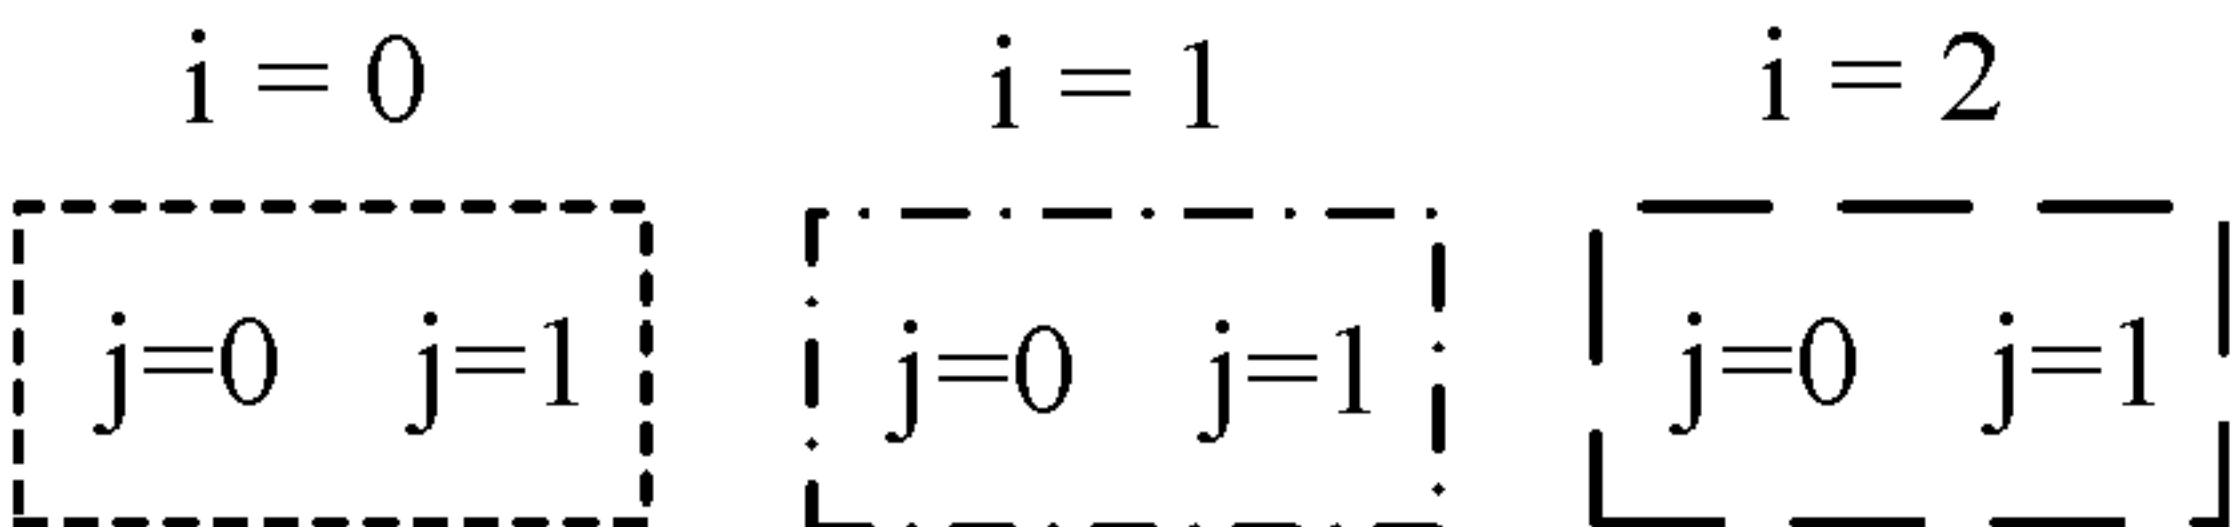 i = 0 i = 1 i = 2
j=0 j=1 j=0 j=1 j=0 j=1